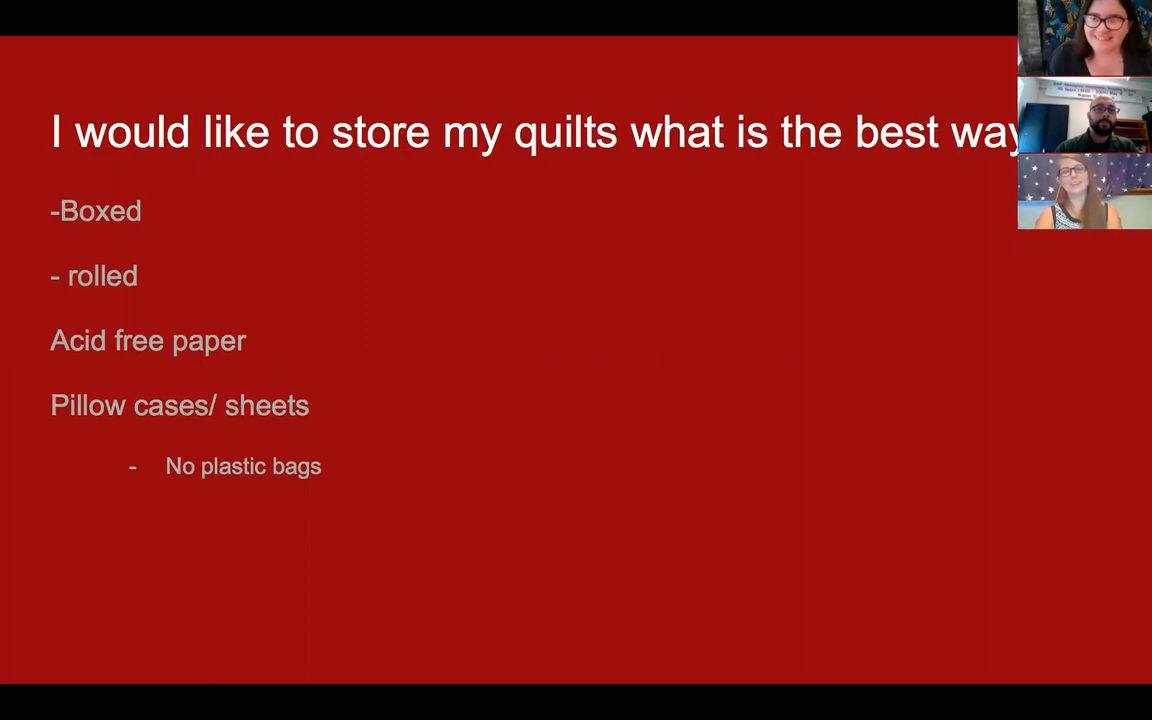 I would like to store my quilts what is the best way
-Boxed
- rolled
Acid free paper
Pillow cases/ sheets
- No plastic bags